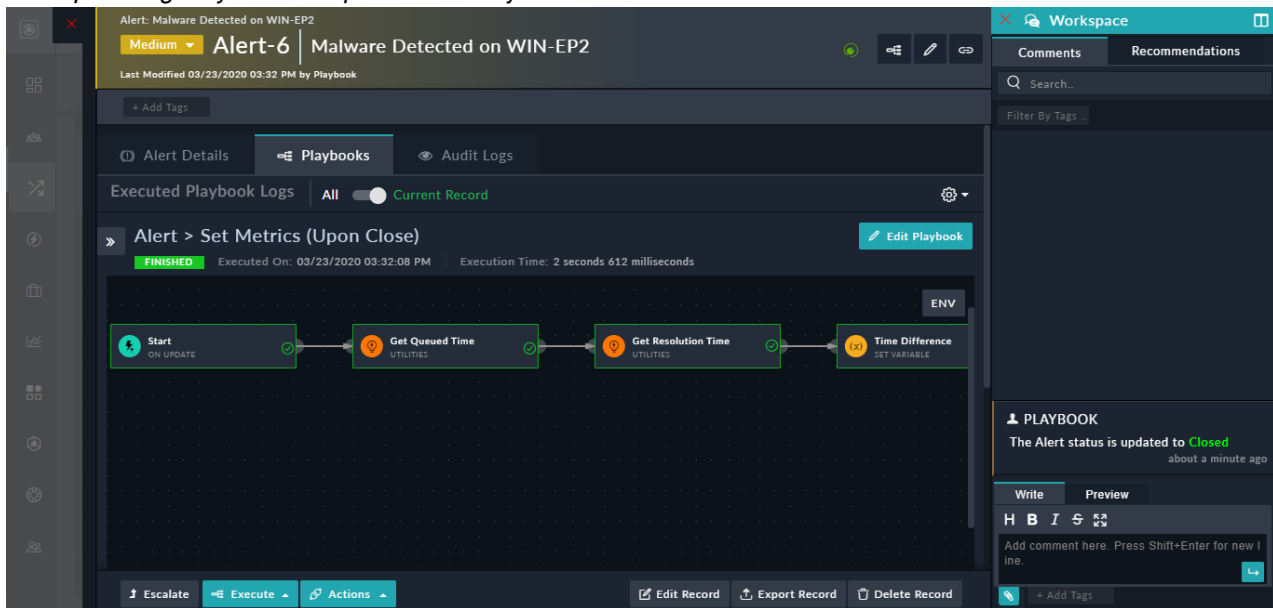 Alert: Malware Detected on WIN-EP2
Medium Alert-6 Malware Detected on WIN-EP2
Last Modified 03/23/2020 03:32 PM by Playbook
+ Add Tags
Alert Details Playbooks Audit Logs
Executed Playbook Logs All Current Record
Alert > Set Metrics (Upon Close)
Edit Playbook
FINISHED Executed On: 03/23/2020 03:32:08 PM Execution Time: 2 seconds 612 milliseconds
ENV
Start
ON UPDATE
Get Queued Time
UTILITIES
Get Resolution Time
UTILITIES
(x) Time Difference
SET VARIABLE
Escalate Execute Actions Edit Record Export Record Delete Record
Workspace
Comments Recommendations
Search..
Filter By Tags ..
PLAYBOOK
The Alert status is updated to Closed
about a minute ago
Write Preview
H B I S
Add comment here. Press Shift+Enter for new l
ine.
+ Add Tags